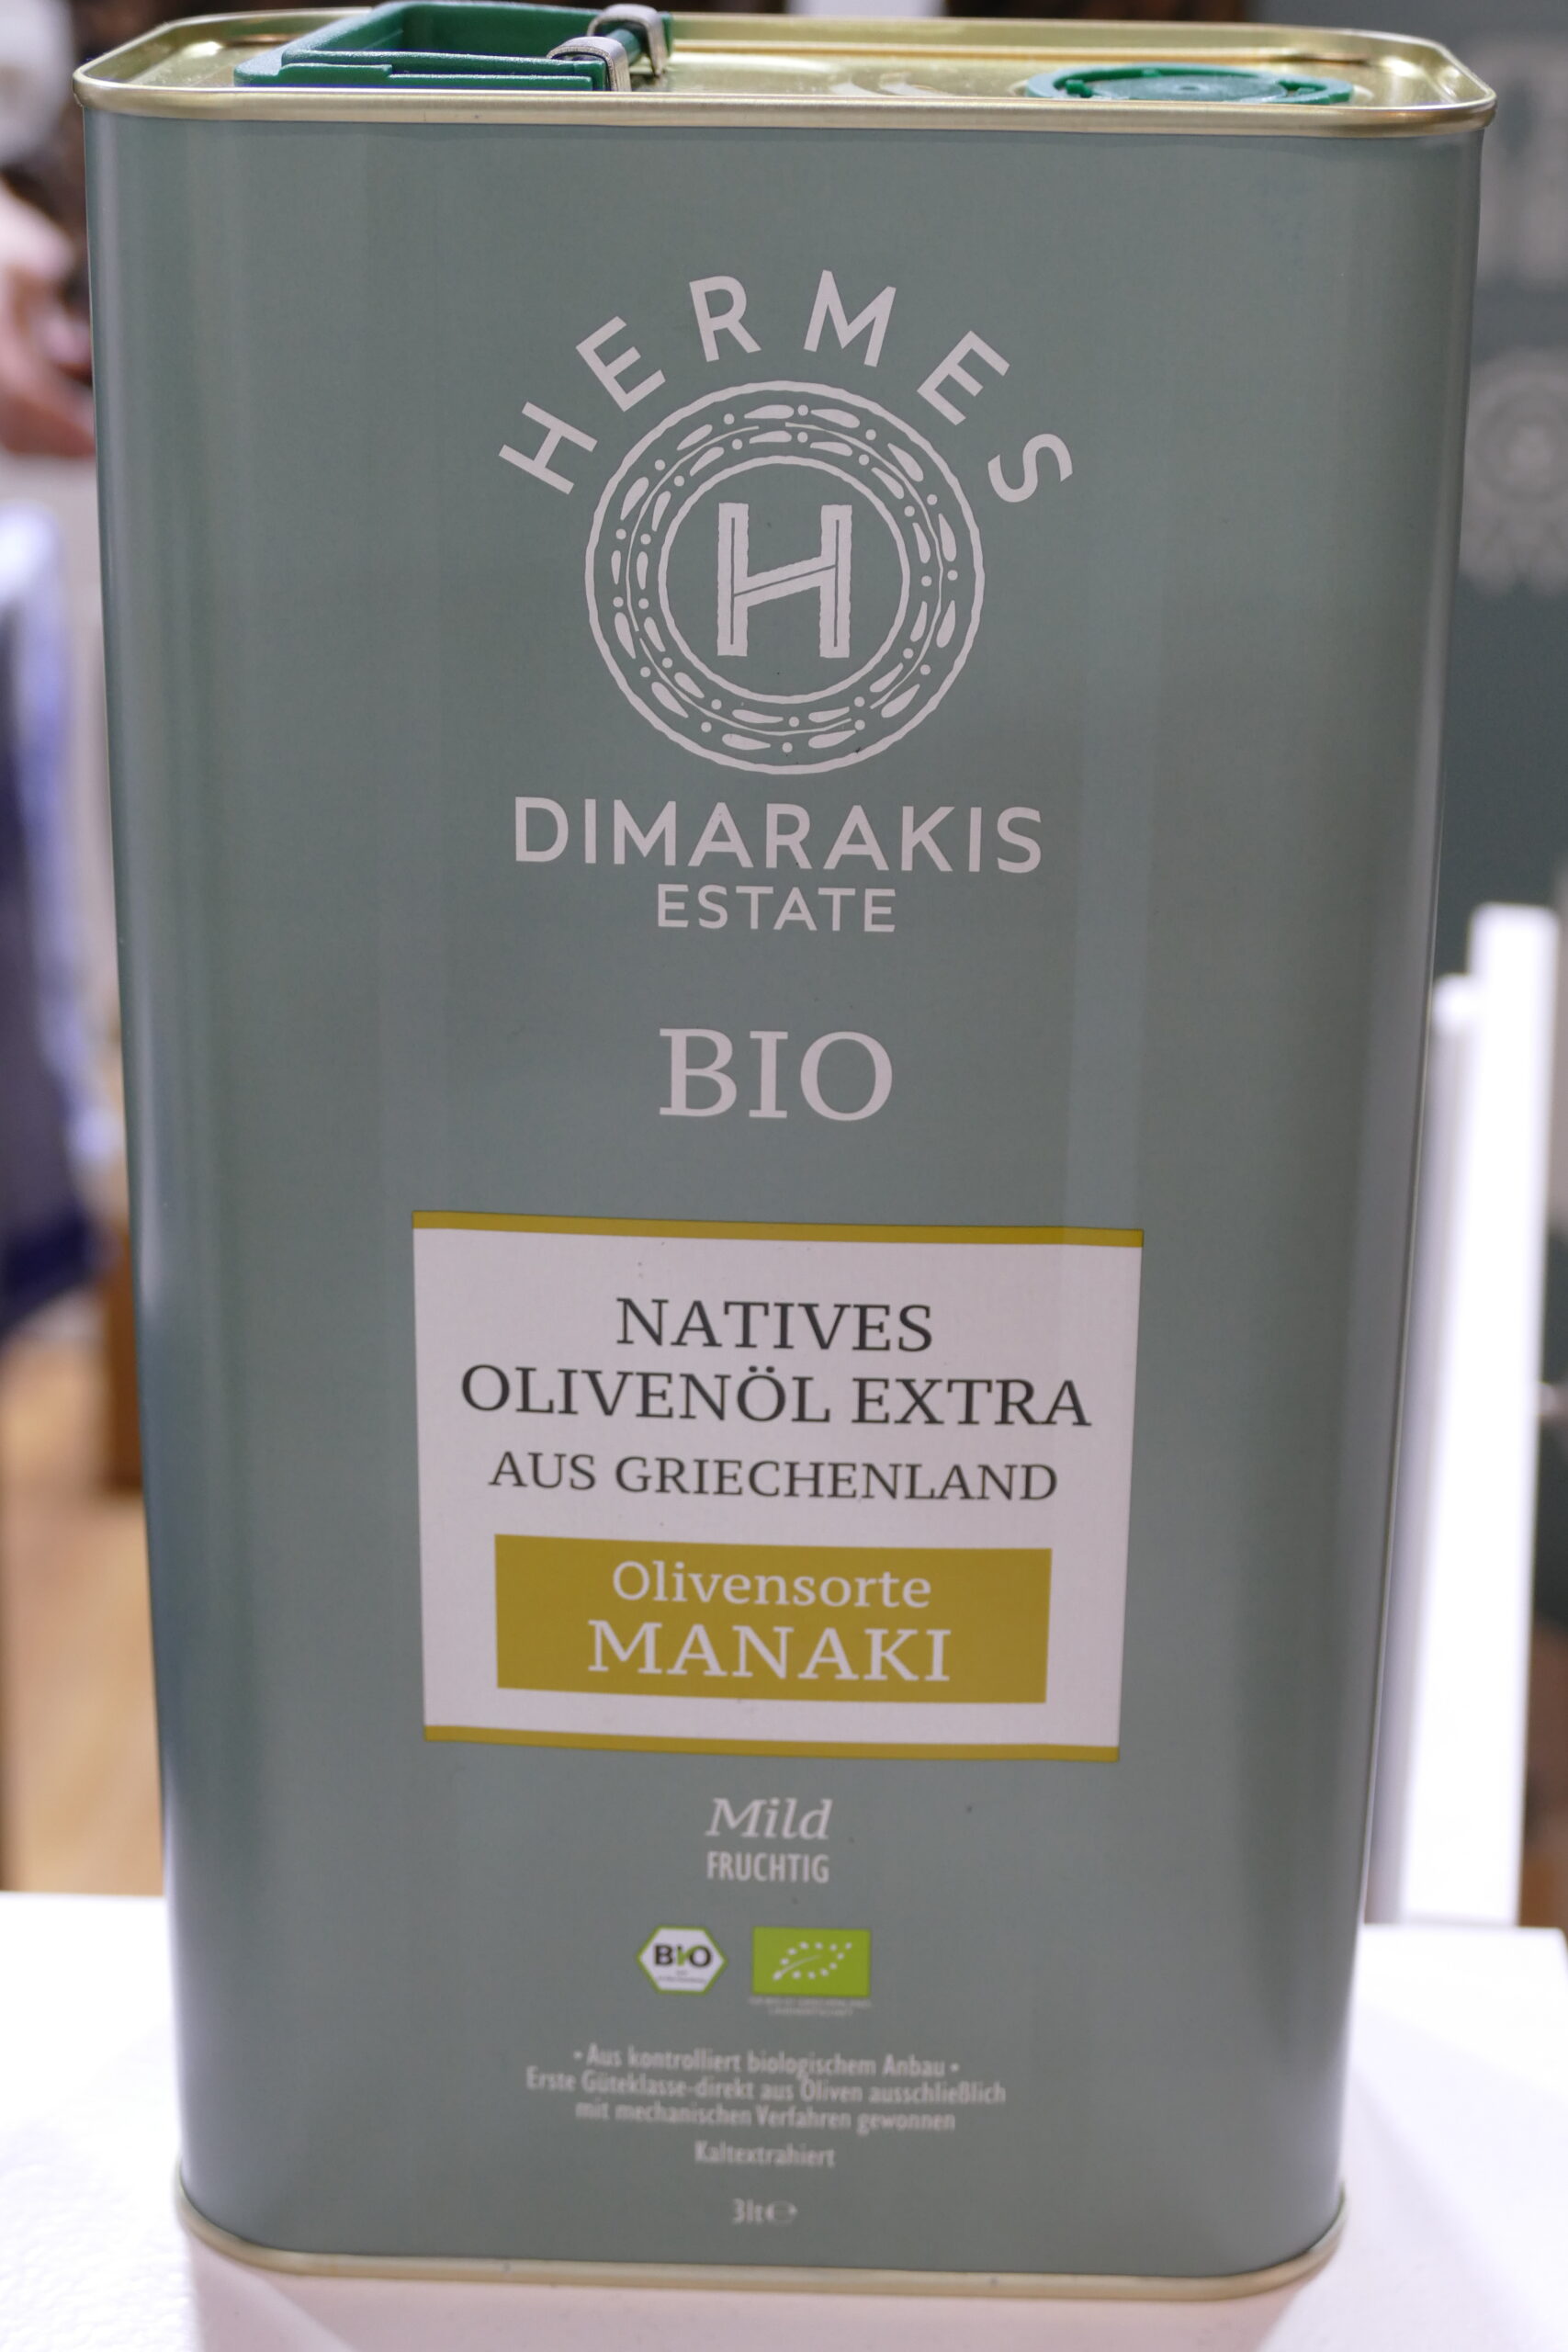 HERMES
H
DIMARAKIS
ESTATE
BIO
NATIVES
OLIVENÖL EXTRA
AUS GRIECHENLAND
Olivensorte
MANAKI
Mild
FRUCHTIG
BIO
• Aus kontrolliert biologischem Anbau •
Erste Güteklasse-direkt aus Oliven ausschließlich
mit mechanischen Verfahren gewonnen
Kaltextrahiert
3lt ℮